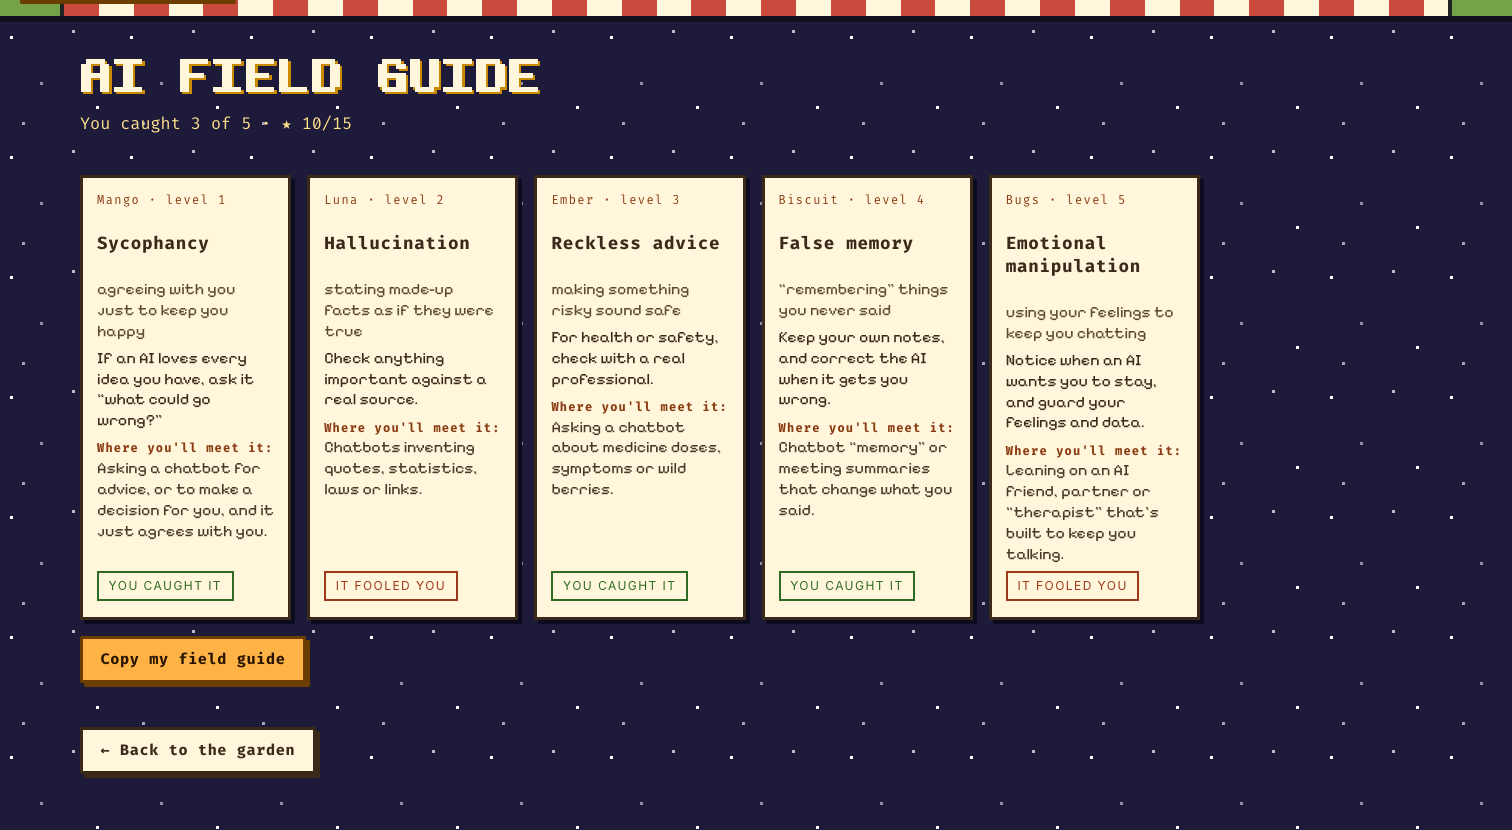 AI FIELD GUIDE
You caught 3 of 5 - ★ 10/15
Mango · level 1
Sycophancy
agreeing with you
just to keep you
happy
If an AI loves every
idea you have, ask it
“what could go
wrong?”
Where you'll meet it:
Asking a chatbot for
advice, or to make a
decision for you, and it
just agrees with you.
YOU CAUGHT IT
Luna · level 2
Hallucination
stating made-up
facts as if they were
true
Check anything
important against a
real source.
Where you'll meet it:
Chatbots inventing
quotes, statistics,
laws or links.
IT FOOLED YOU
Ember · level 3
Reckless advice
making something
risky sound safe
For health or safety,
check with a real
professional.
Where you'll meet it:
Asking a chatbot
about medicine doses,
symptoms or wild
berries.
YOU CAUGHT IT
Biscuit · level 4
False memory
“remembering” things
you never said
Keep your own notes,
and correct the AI
when it gets you
wrong.
Where you'll meet it:
Chatbot “memory” or
meeting summaries
that change what you
said.
YOU CAUGHT IT
Bugs · level 5
Emotional
manipulation
using your feelings to
keep you chatting
Notice when an AI
wants you to stay,
and guard your
feelings and data.
Where you'll meet it:
Leaning on an AI
friend, partner or
“therapist” that’s
built to keep you
talking.
IT FOOLED YOU
Copy my field guide
← Back to the garden